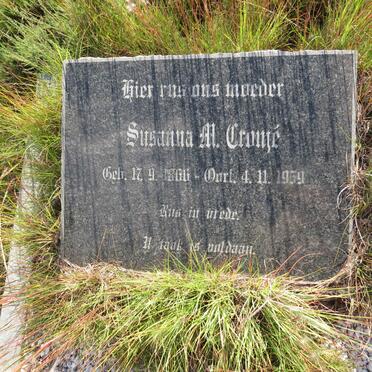 Hier rus ons moeder
Susanna M. Cronjé
Geb. 17. 9. 1866 - Oorl. 4. 11. 1959
Rus in vrede.
U taak is voldaan.